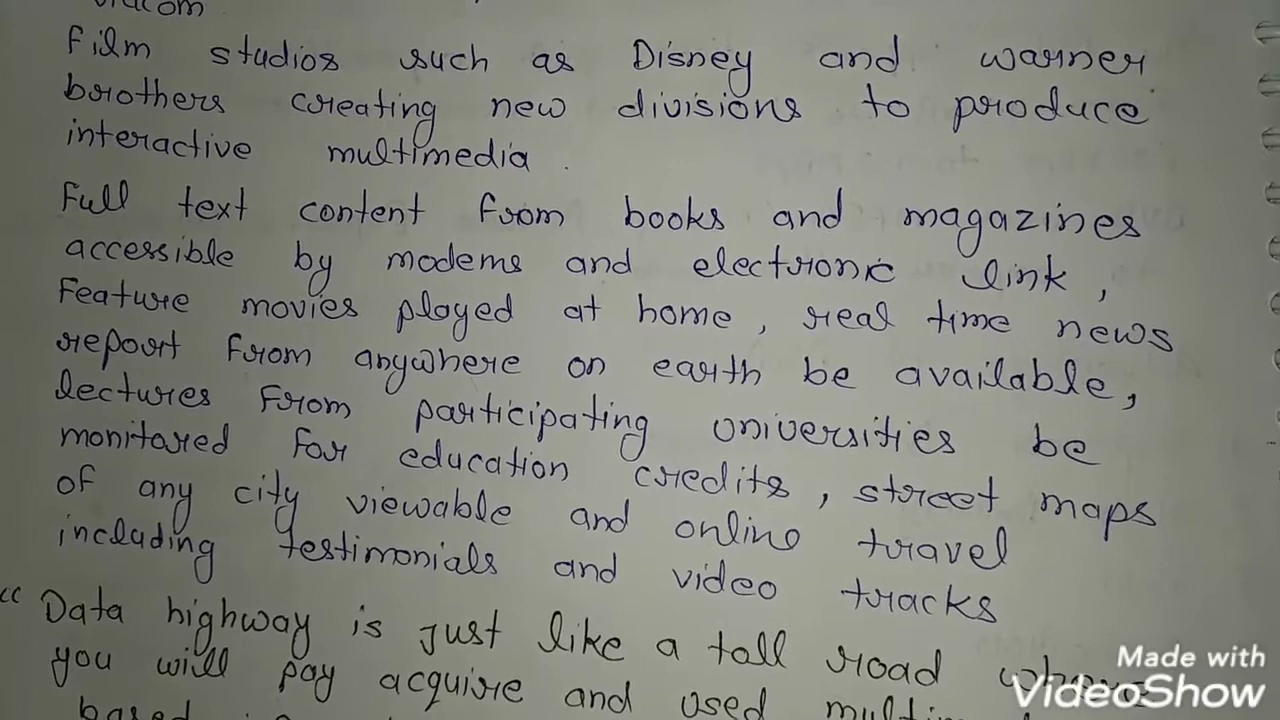 Film studios such as Disney and warner
brothers creating new divisions to produce
interactive multimedia.
Full text content from books and magazines
accessible by modems and electronic link,
Feature movies played at home, real time news
report from anywhere on earth be available,
lectures from participating universities be
monitored for education credits, street maps
of any city viewable and online travel
including testimonials and video tracks
"Data highway is just like a tall road where
you will pay acquire and used
based
Made with
VideoShow